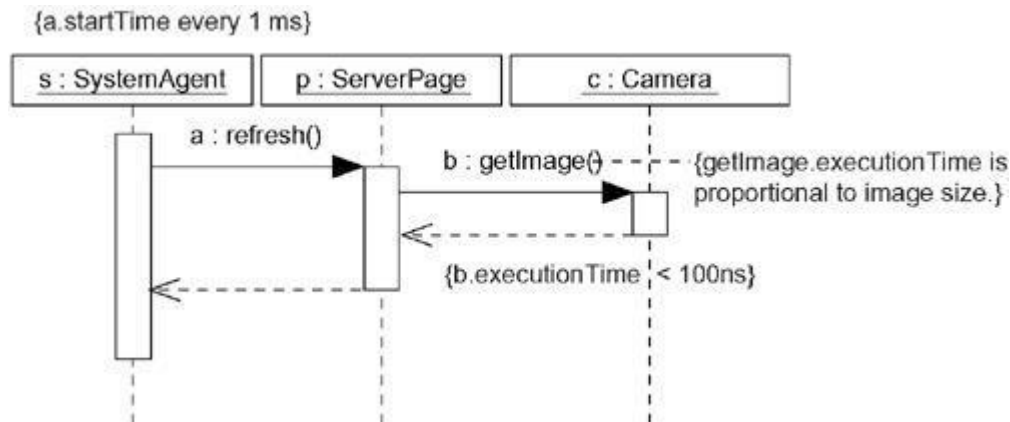 {a.startTime every 1 ms}
s : SystemAgent
p : ServerPage
c : Camera
a : refresh()
b : getImage()
{getImage.executionTime is
proportional to image size.}
{b.executionTime < 100ns}